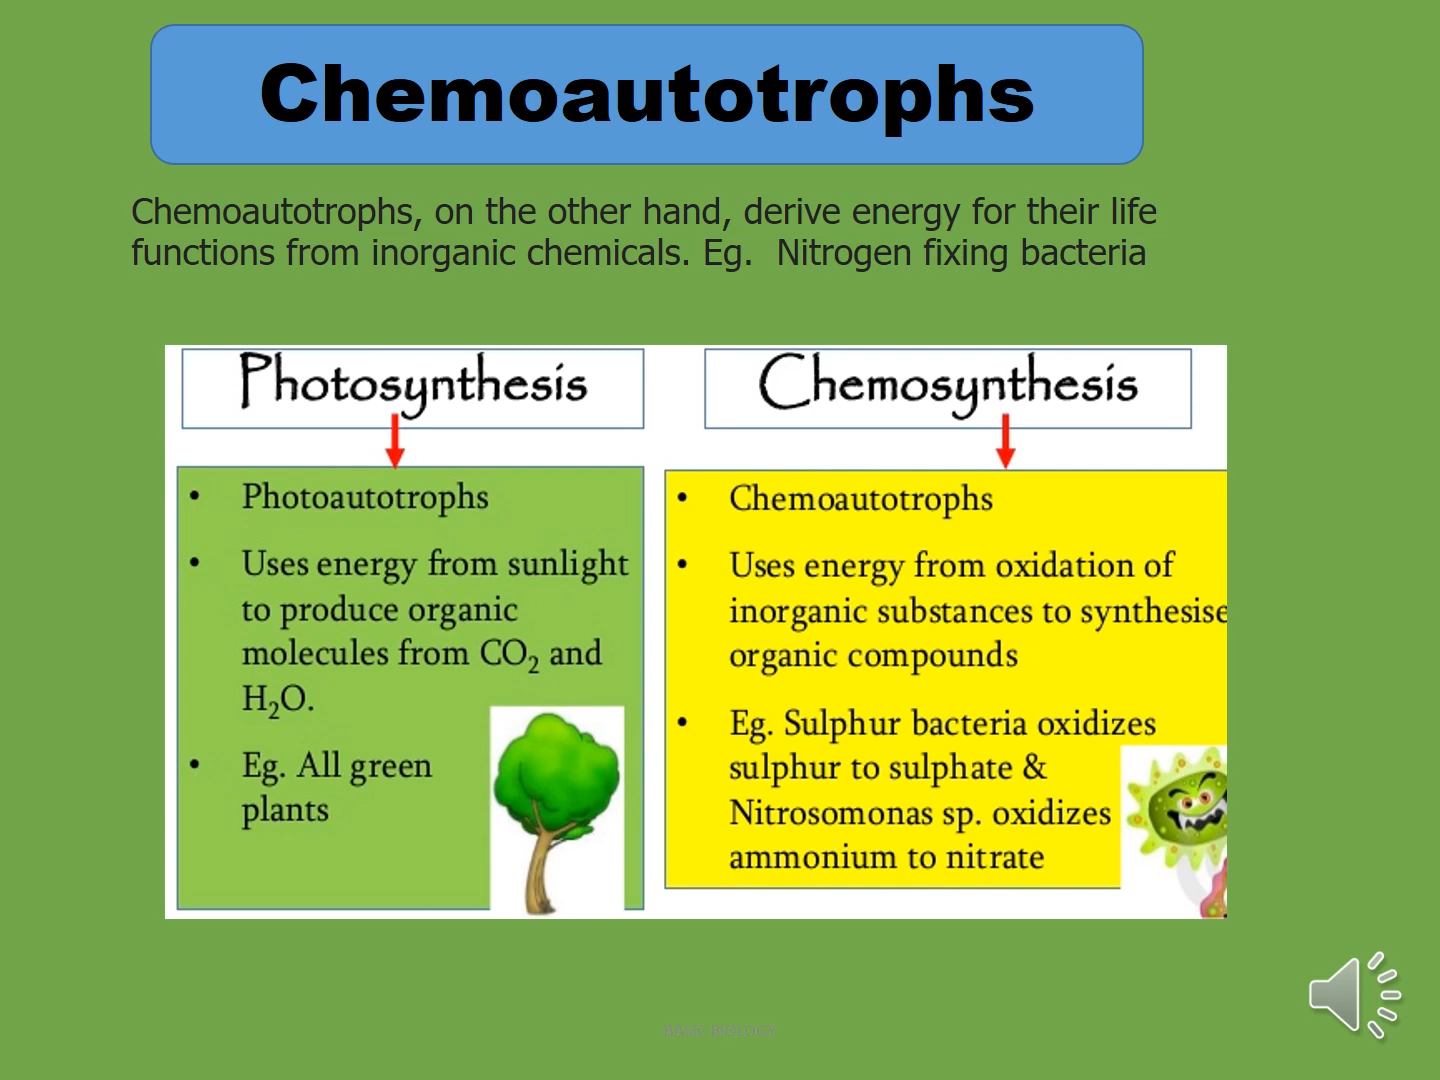 Chemoautotrophs
Chemoautotrophs, on the other hand, derive energy for their life
functions from inorganic chemicals. Eg.  Nitrogen fixing bacteria
Photosynthesis
• Photoautotrophs
• Uses energy from sunlight
to produce organic
molecules from CO₂ and
H₂O.
• Eg. All green
plants
Chemosynthesis
• Chemoautotrophs
• Uses energy from oxidation of
inorganic substances to synthesise
organic compounds
• Eg. Sulphur bacteria oxidizes
sulphur to sulphate &
Nitrosomonas sp. oxidizes
ammonium to nitrate
BASIC BIOLOGY